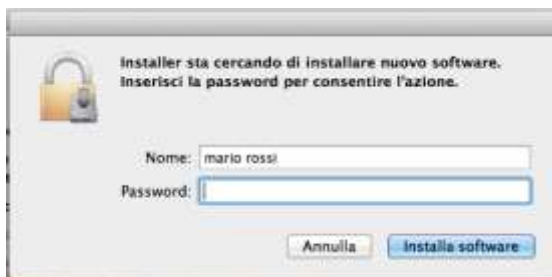 Installer sta cercando di installare nuovo software.
Inserisci la password per consentire l'azione.
Nome: mario rossi
Password:
Annulla Installa software